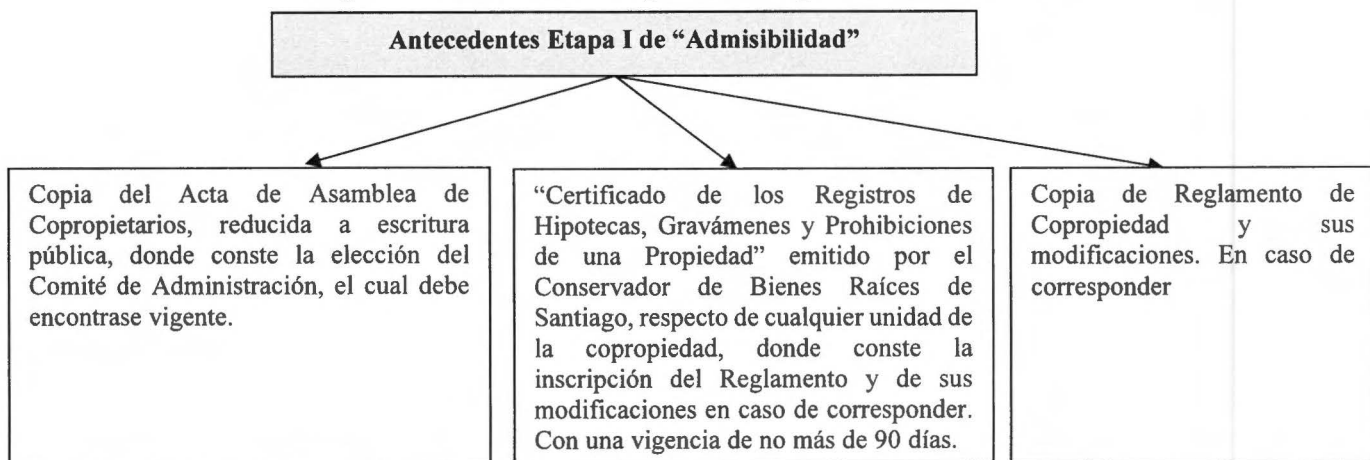 Antecedentes Etapa I de “Admisibilidad”
Copia del Acta de Asamblea de
Copropietarios, reducida a escritura
pública, donde conste la elección del
Comité de Administración, el cual debe
encontrase vigente.
“Certificado de los Registros de
Hipotecas, Gravámenes y Prohibiciones
de una Propiedad” emitido por el
Conservador de Bienes Raíces de
Santiago, respecto de cualquier unidad de
la copropiedad, donde conste la
inscripción del Reglamento y de sus
modificaciones en caso de corresponder.
Con una vigencia de no más de 90 días.
Copia de Reglamento de
Copropiedad y sus
modificaciones. En caso de
corresponder